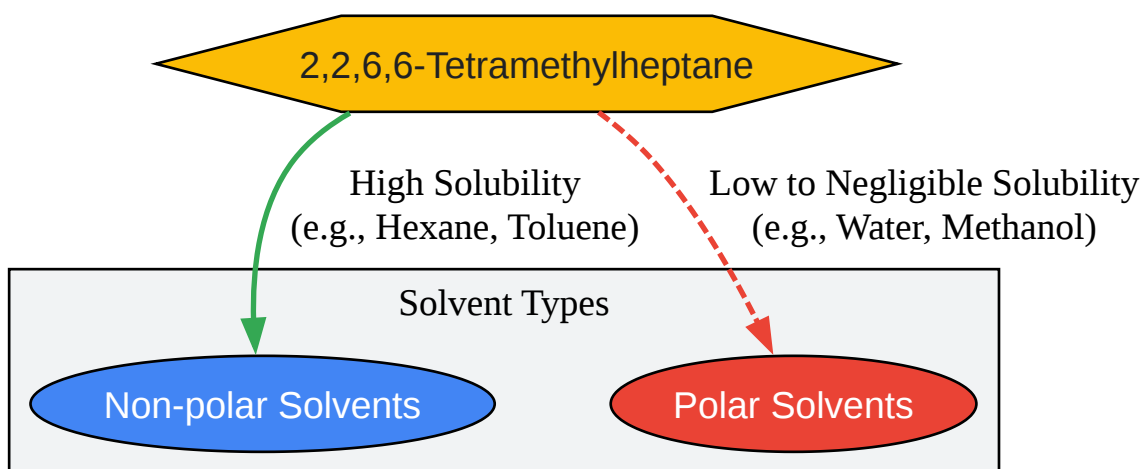 2,2,6,6-Tetramethylheptane
High Solubility
(e.g., Hexane, Toluene)
Low to Negligible Solubility
(e.g., Water, Methanol)
Solvent Types
Non-polar Solvents
Polar Solvents